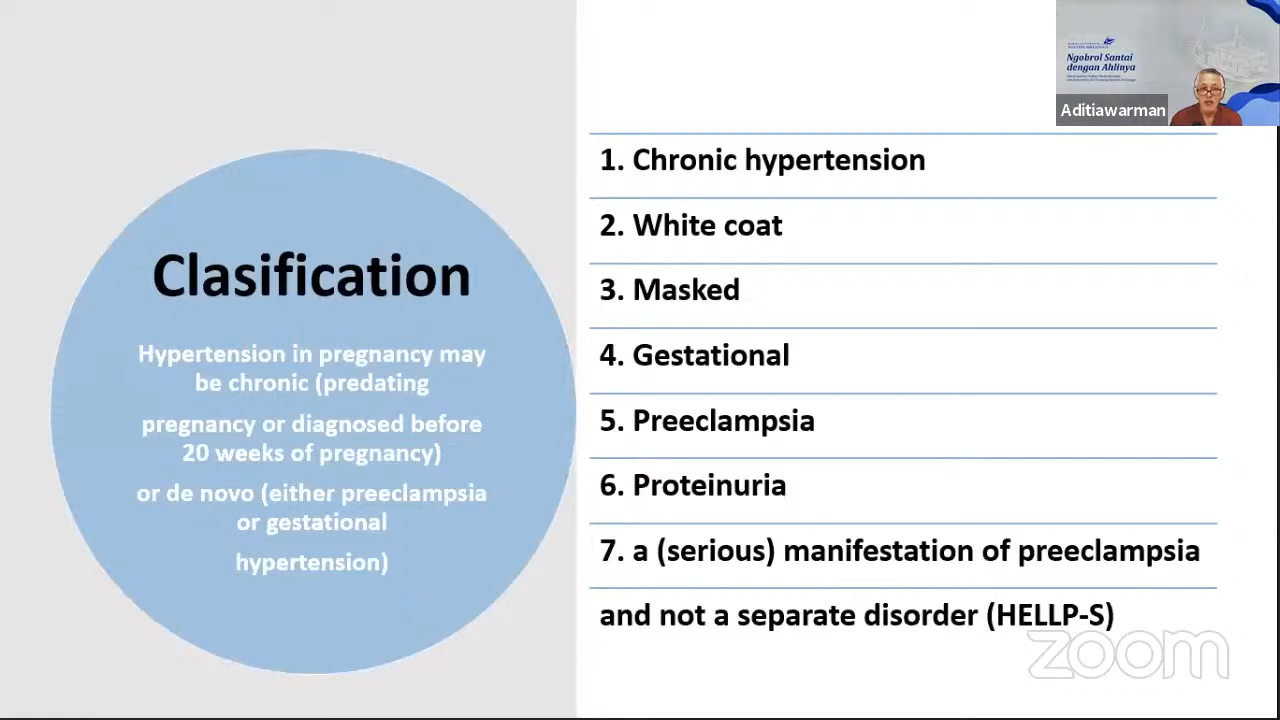 Clasification
Hypertension in pregnancy may
be chronic (predating
pregnancy or diagnosed before
20 weeks of pregnancy)
or de novo (either preeclampsia
or gestational
hypertension)
1. Chronic hypertension
2. White coat
3. Masked
4. Gestational
5. Preeclampsia
6. Proteinuria
7. a (serious) manifestation of preeclampsia
and not a separate disorder (HELLP-S)
Ngobrol Santai
dengan Ahlinya
Aditiawarman
zoom